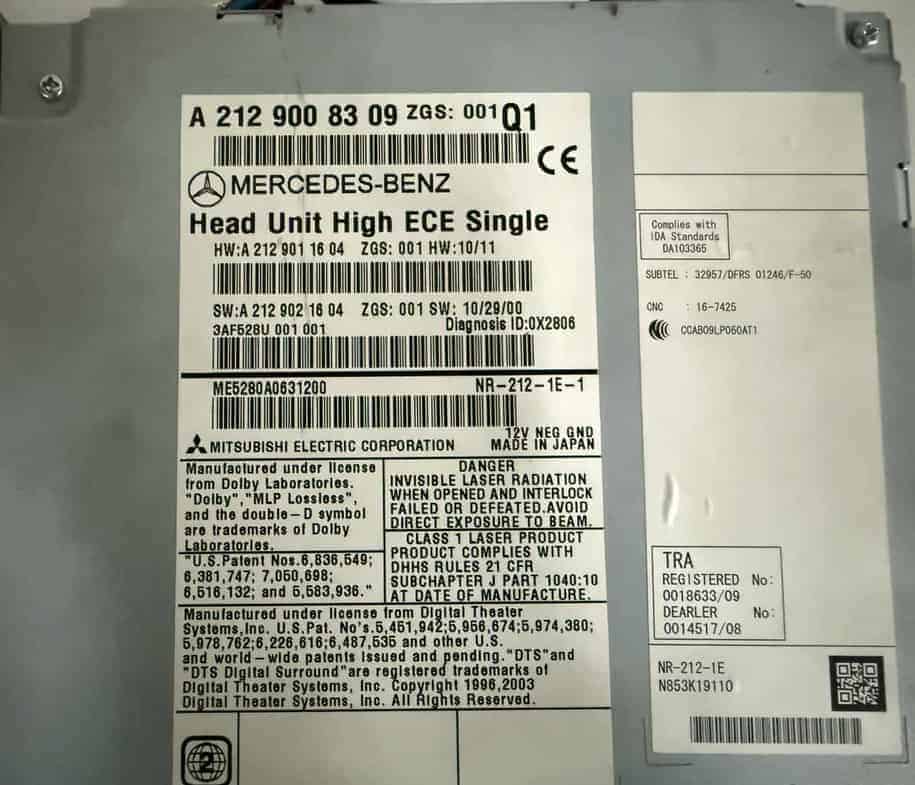 A 212 900 8309 ZGS: 001 Q1
CE
MERCEDES-BENZ
Head Unit High ECE Single
HW:A 212 901 16 04 ZGS: 001 HW:10/11
SW:A 212 902 16 04 ZGS: 001 SW: 10/29/00
3AF528U 001 001 Diagnosis ID:0X2806
ME5280A0631200 NR-212-1E-1
12V NEG GND
MITSUBISHI ELECTRIC CORPORATION MADE IN JAPAN
Manufactured under license
from Dolby Laboratories.
"Dolby","MLP Lossless",
and the double-D symbol
are trademarks of Dolby
Laboratories.
"U.S.Patent Nos.6,836,549;
6,381,747; 7,050,698;
6,516,132; and 5,583,936."
DANGER
INVISIBLE LASER RADIATION
WHEN OPENED AND INTERLOCK
FAILED OR DEFEATED.AVOID
DIRECT EXPOSURE TO BEAM.
CLASS 1 LASER PRODUCT
PRODUCT COMPLIES WITH
DHHS RULES 21 CFR
SUBCHAPTER J PART 1040:10
AT DATE OF MANUFACTURE.
Manufactured under license from Digital Theater
Systems,Inc. U.S.Pat. No's.5,451,942;5,956,674;5,974,380;
5,978,762;6,226,616;6,487,535 and other U.S.
and world-wide patents issued and pending."DTS"and
"DTS Digital Surround"are registered trademarks of
Digital Theater Systems, Inc. Copyright 1996,2003
Digital Theater Systems, Inc. All Rights Reserved.
2
Complies with
IDA Standards
DA103365
SUBTEL : 32957/DFRS 01246/F-50
CNC : 16-7425
CCAB09LP060AT1
TRA
REGISTERED No:
0018633/09
DEARLER No:
0014517/08
NR-212-1E
N853K19110